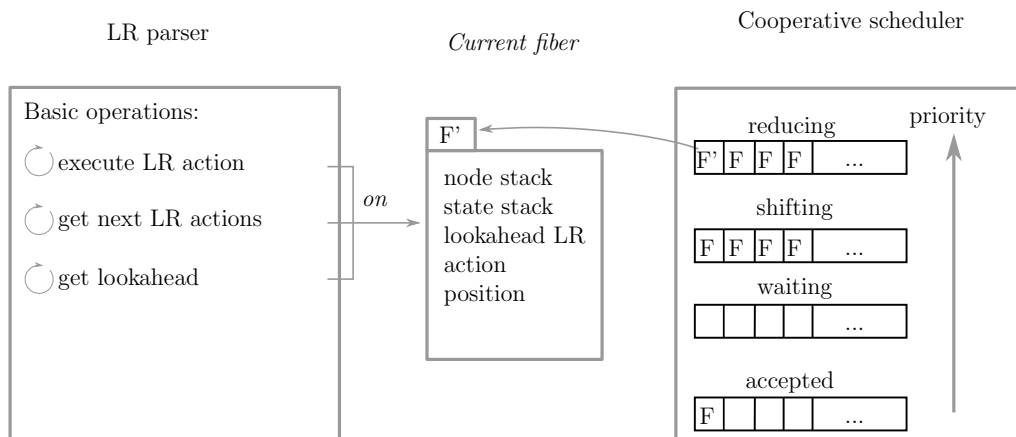 LR parser
Current fiber
Cooperative scheduler
Basic operations:
execute LR action
get next LR actions
get lookahead
on
F'
node stack
state stack
lookahead LR
action
position
priority
reducing
F' F F F ...
shifting
F F F F ...
waiting
...
accepted
F ...